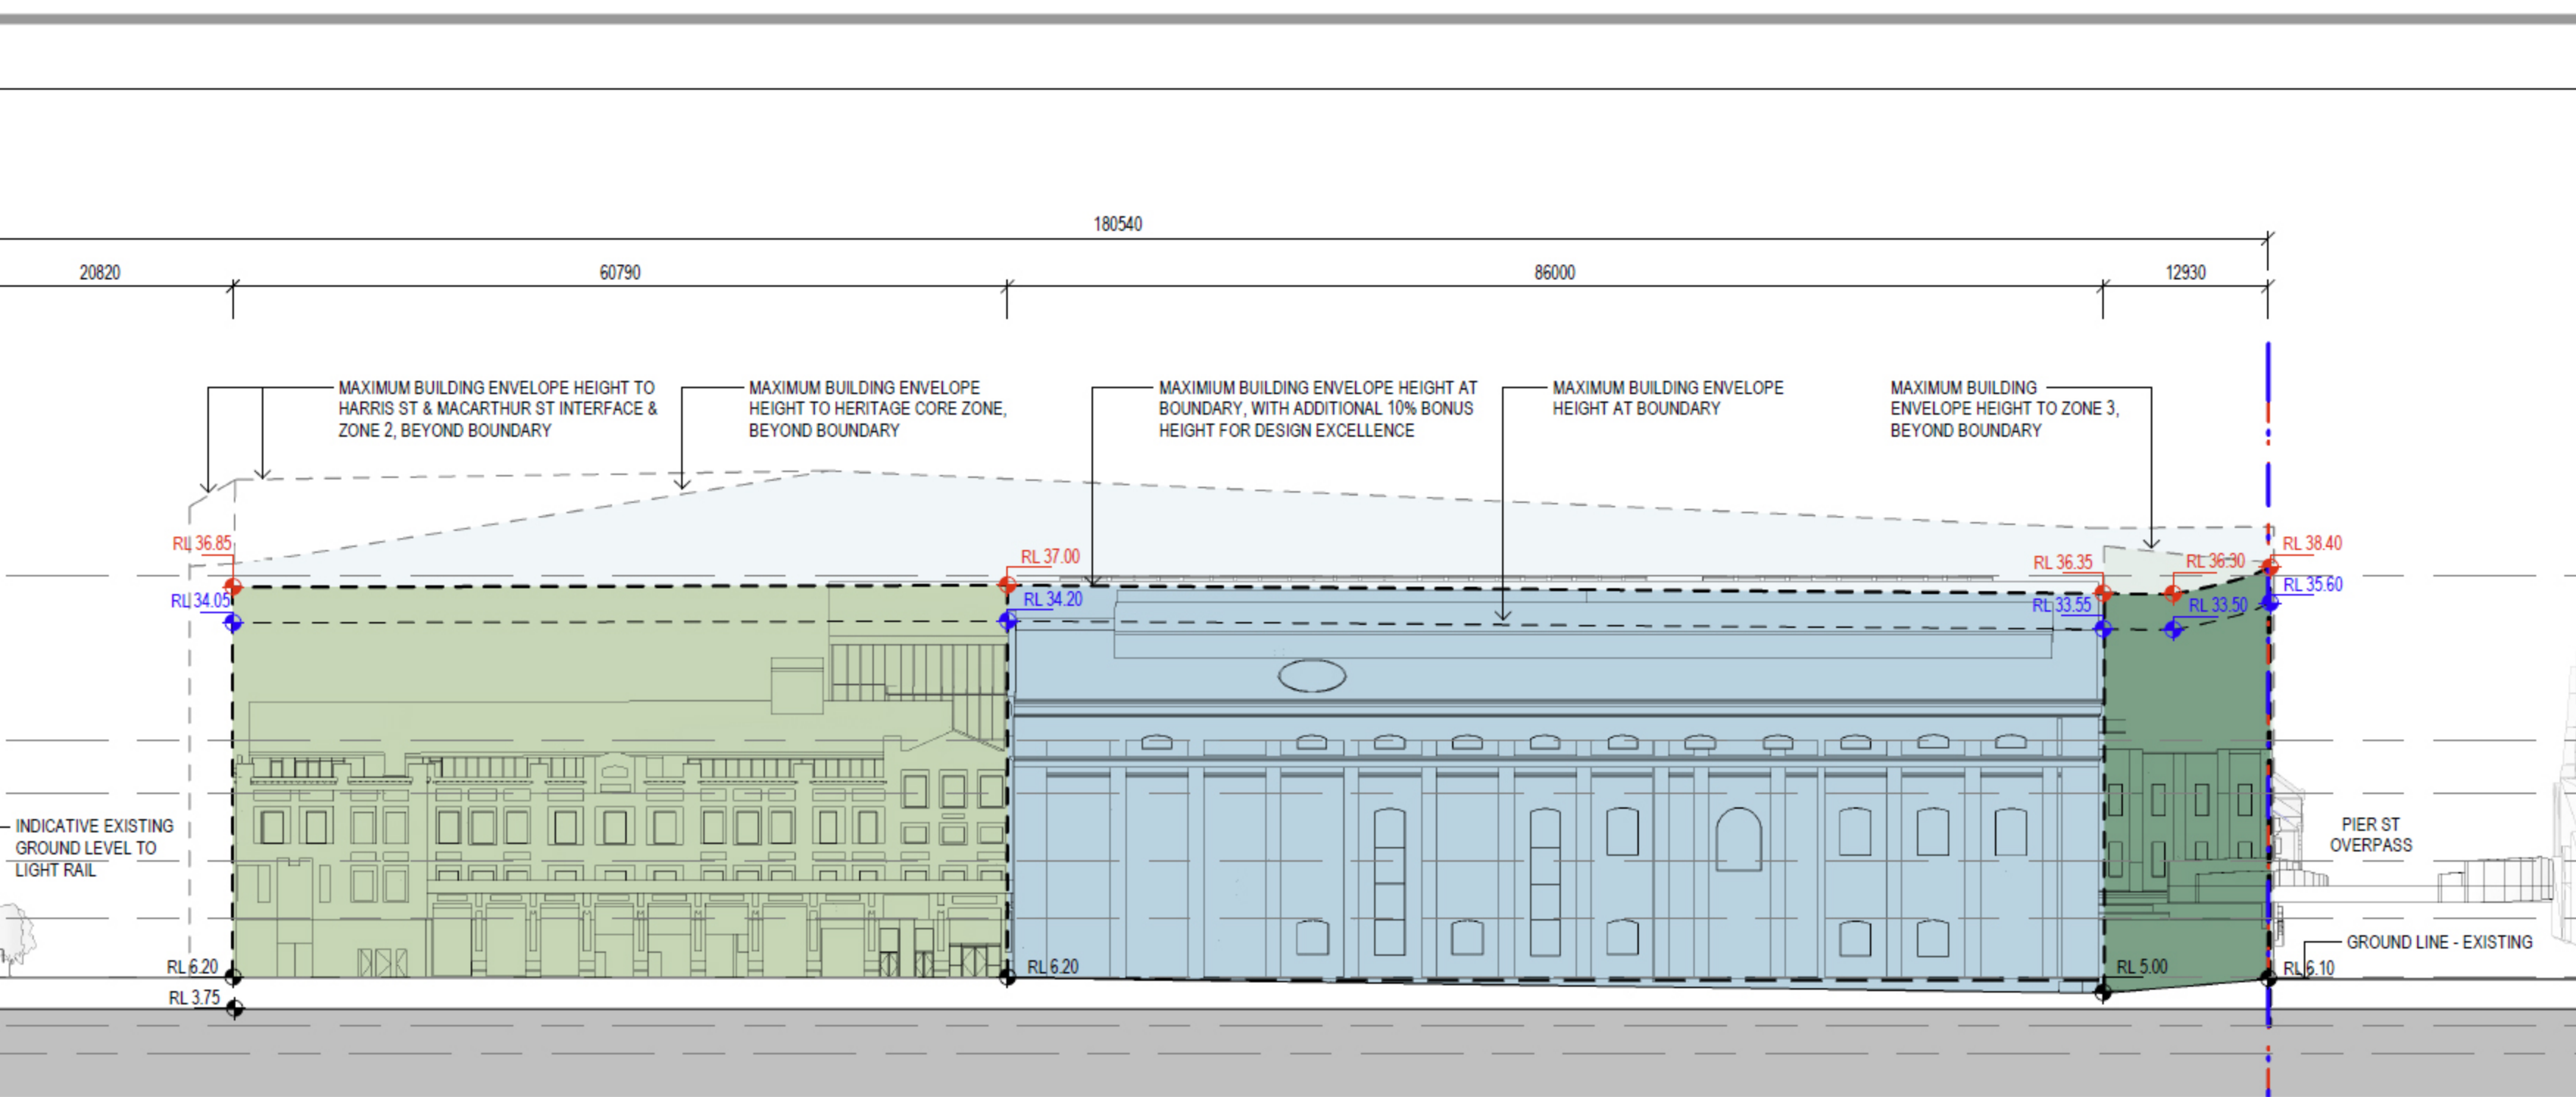 180540
20820
60790
86000
12930
MAXIMUM BUILDING ENVELOPE HEIGHT TO
HARRIS ST & MACARTHUR ST INTERFACE &
ZONE 2, BEYOND BOUNDARY
MAXIMUM BUILDING ENVELOPE
HEIGHT TO HERITAGE CORE ZONE,
BEYOND BOUNDARY
MAXIMIUM BUILDING ENVELOPE HEIGHT AT
BOUNDARY, WITH ADDITIONAL 10% BONUS
HEIGHT FOR DESIGN EXCELLENCE
MAXIMUM BUILDING ENVELOPE
HEIGHT AT BOUNDARY
MAXIMUM BUILDING
ENVELOPE HEIGHT TO ZONE 3,
BEYOND BOUNDARY
RL 36.85
RL 37.00
RL 36.35
RL 36.30
RL 38.40
RL 34.05
RL 34.20
RL 33.55
RL 33.50
RL 35.60
INDICATIVE EXISTING
GROUND LEVEL TO
LIGHT RAIL
PIER ST
OVERPASS
GROUND LINE - EXISTING
RL 6.20
RL 6.20
RL 5.00
RL 6.10
RL 3.75